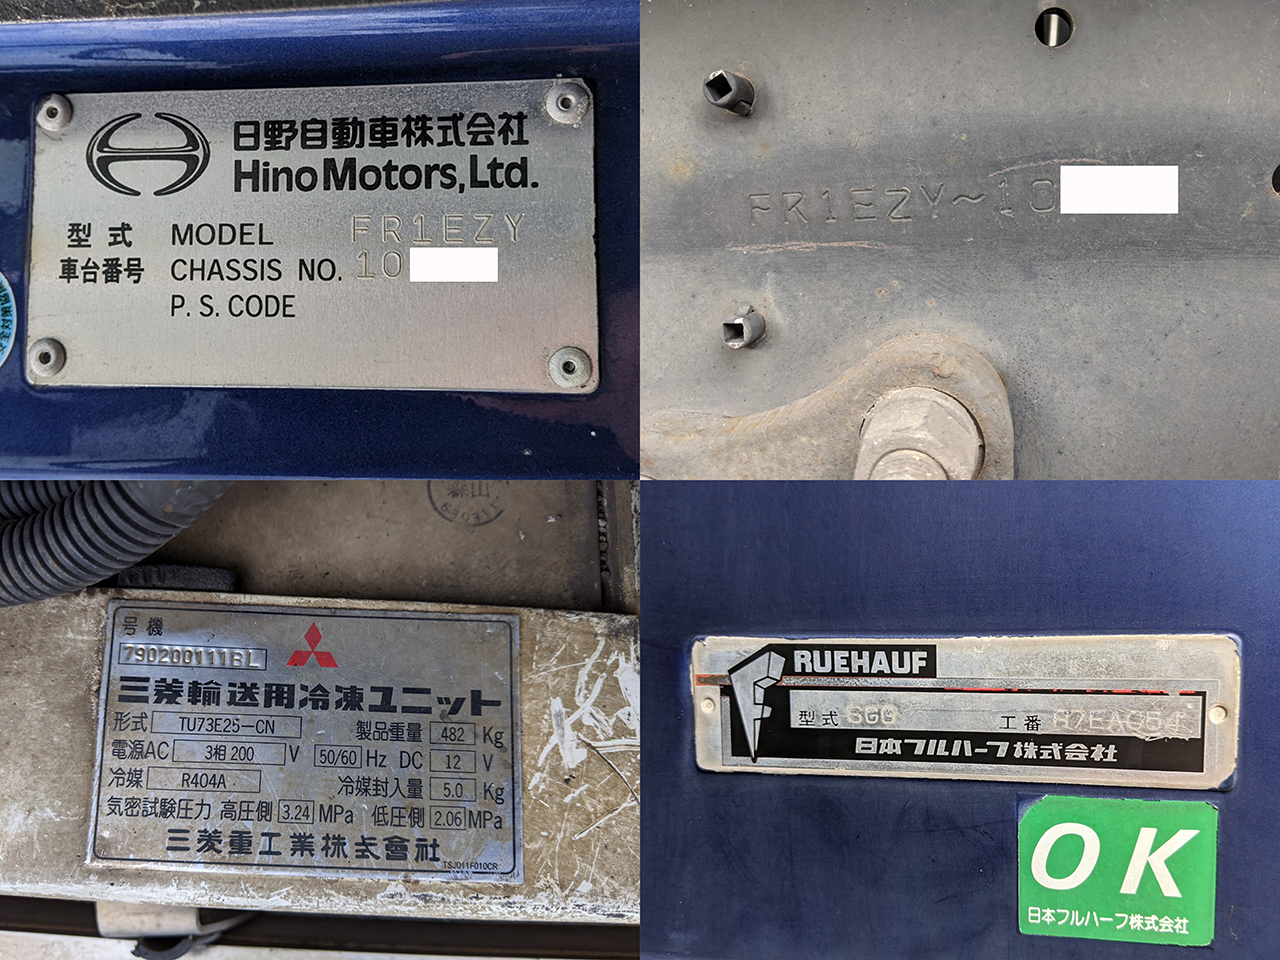 日野自動車株式会社
Hino Motors, Ltd.
型式 MODEL FR1EZY
車台番号 CHASSIS NO. 10
P. S. CODE
FR1EZY~10
森山
号機
790200111BL
三菱輸送用冷凍ユニット
形式 TU73E25-CN 製品重量 482 Kg
電源AC 3相 200 V 50/60 Hz DC 12 V
冷媒 R404A 冷媒封入量 5.0 Kg
気密試験圧力 高圧側 3.24 MPa 低圧側 2.06 MPa
三菱重工業株式會社
TSJ011F010CR
RUEHAUF
型式 SGG 工番
日本フルハーフ株式会社
OK
日本フルハーフ株式会社